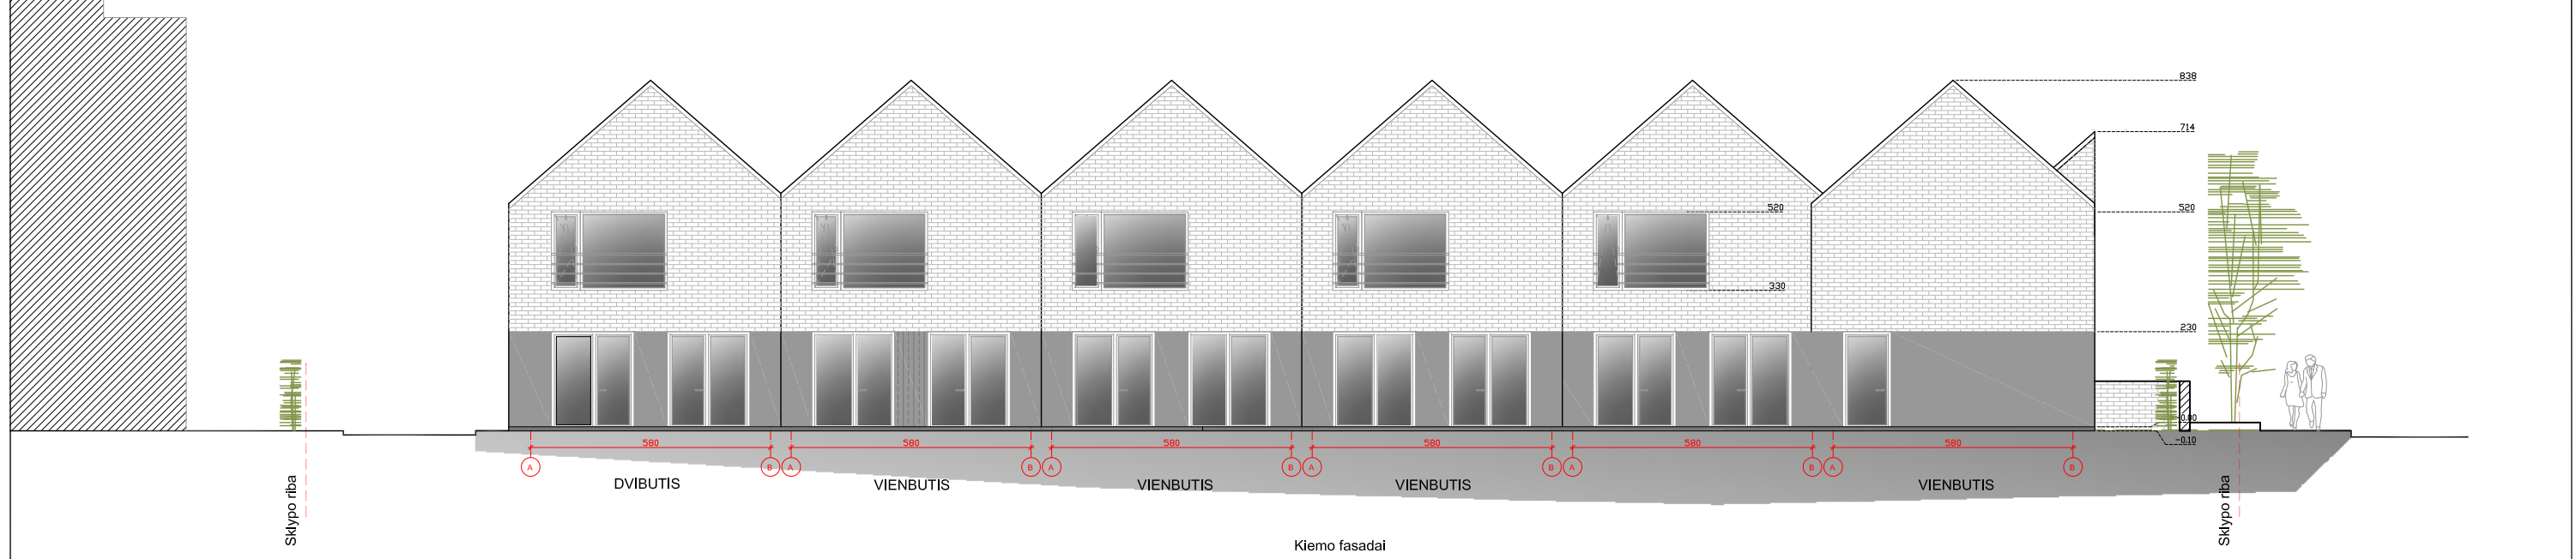 838
714
520
520
330
230
-0.00
-0.10
580 580 580 580 580 580
A B A B A B A B A B A B
DVIBUTIS VIENBUTIS VIENBUTIS VIENBUTIS VIENBUTIS
Sklypo riba
Sklypo riba
Kiemo fasadai